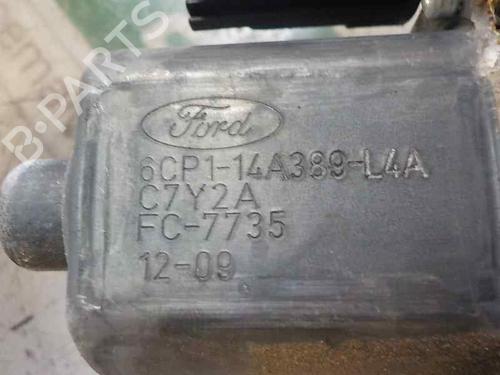 B-PARTS
Ford
6CP1-14A389-L4A
C7Y2A
FC-7735
12-09